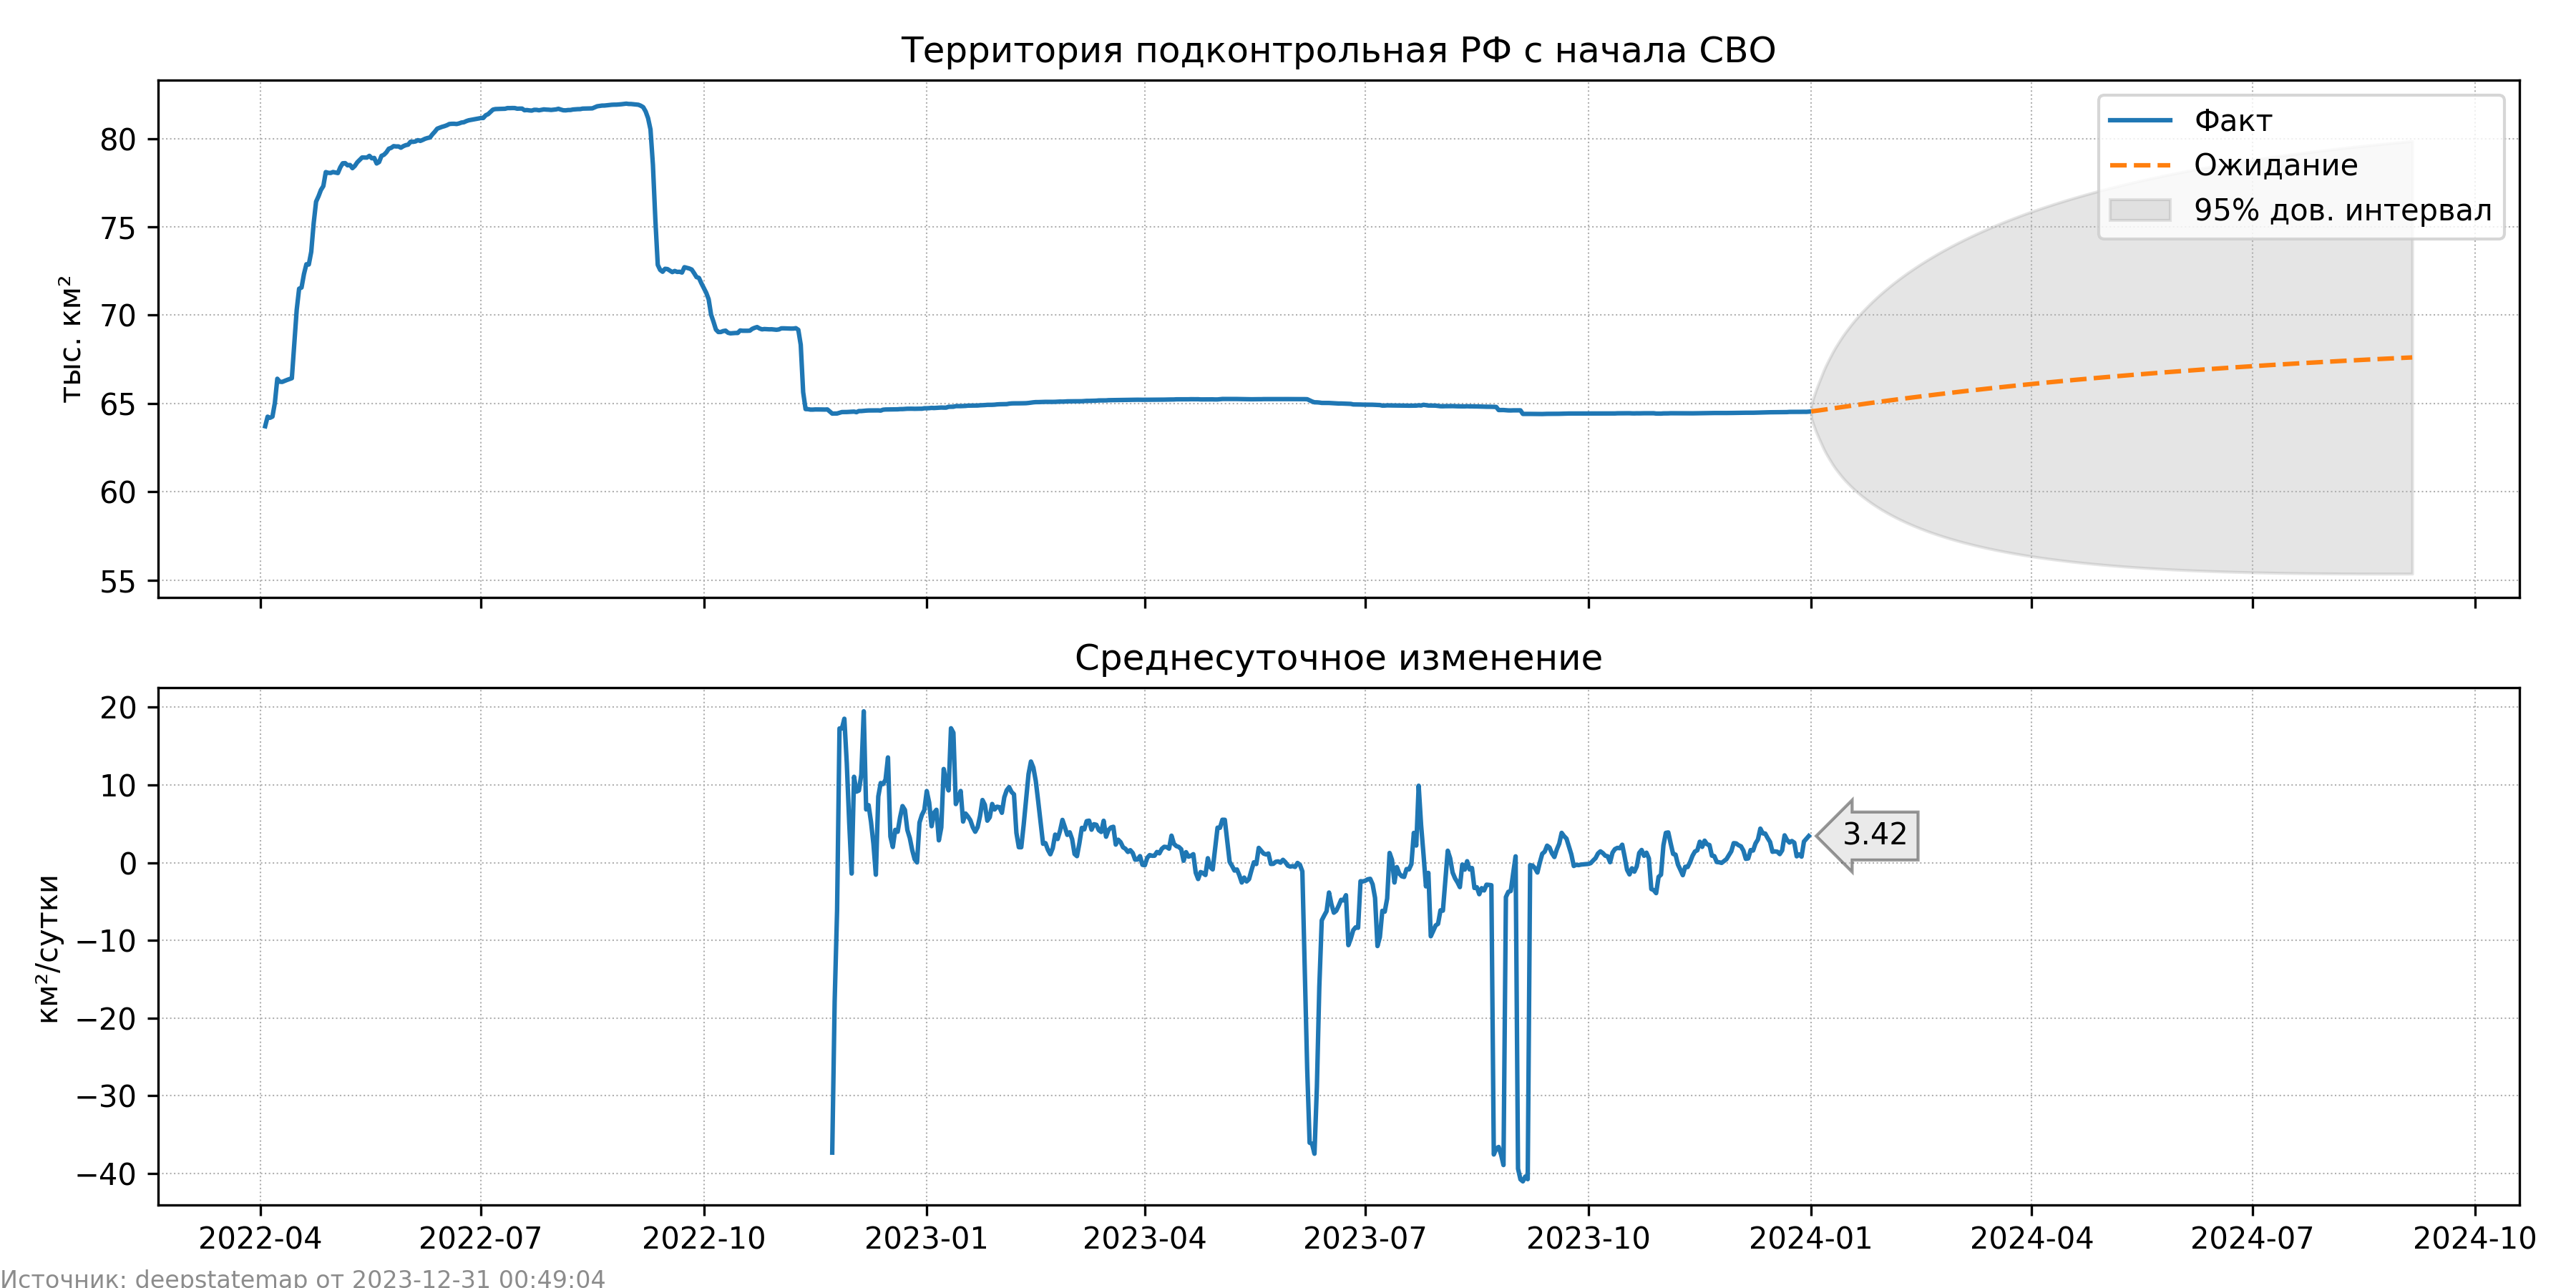 Территория подконтрольная РФ с начала СВО
тыс. км²
80
75
70
65
60
55
Факт
Ожидание
95% дов. интервал
Среднесуточное изменение
км²/сутки
20
10
0
−10
−20
−30
−40
3.42
2022-04 2022-07 2022-10 2023-01 2023-04 2023-07 2023-10 2024-01 2024-04 2024-07 2024-10
Источник: deepstatemap от 2023-12-31 00:49:04